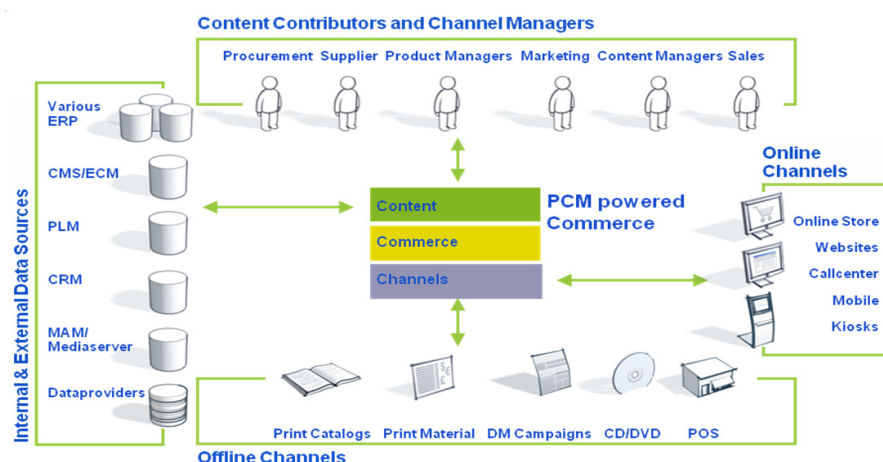 Content Contributors and Channel Managers
Procurement Supplier Product Managers Marketing Content Managers Sales
Internal & External Data Sources
Various
ERP
CMS/ECM
PLM
CRM
MAM/
Mediaserver
Dataproviders
Content
Commerce
Channels
PCM powered
Commerce
Online
Channels
Online Store
Websites
Callcenter
Mobile
Kiosks
Print Catalogs Print Material DM Campaigns CD/DVD POS
Offline Channels